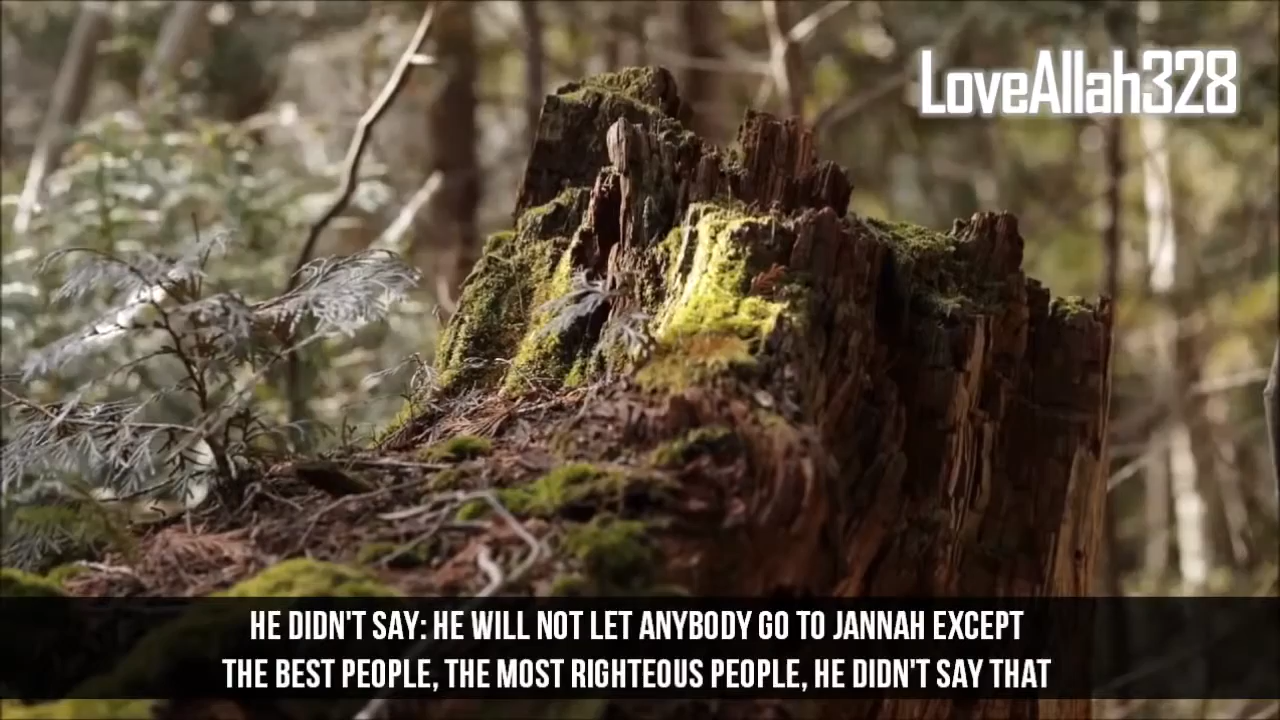 LoveAllah328
HE DIDN'T SAY: HE WILL NOT LET ANYBODY GO TO JANNAH EXCEPT
THE BEST PEOPLE, THE MOST RIGHTEOUS PEOPLE, HE DIDN'T SAY THAT